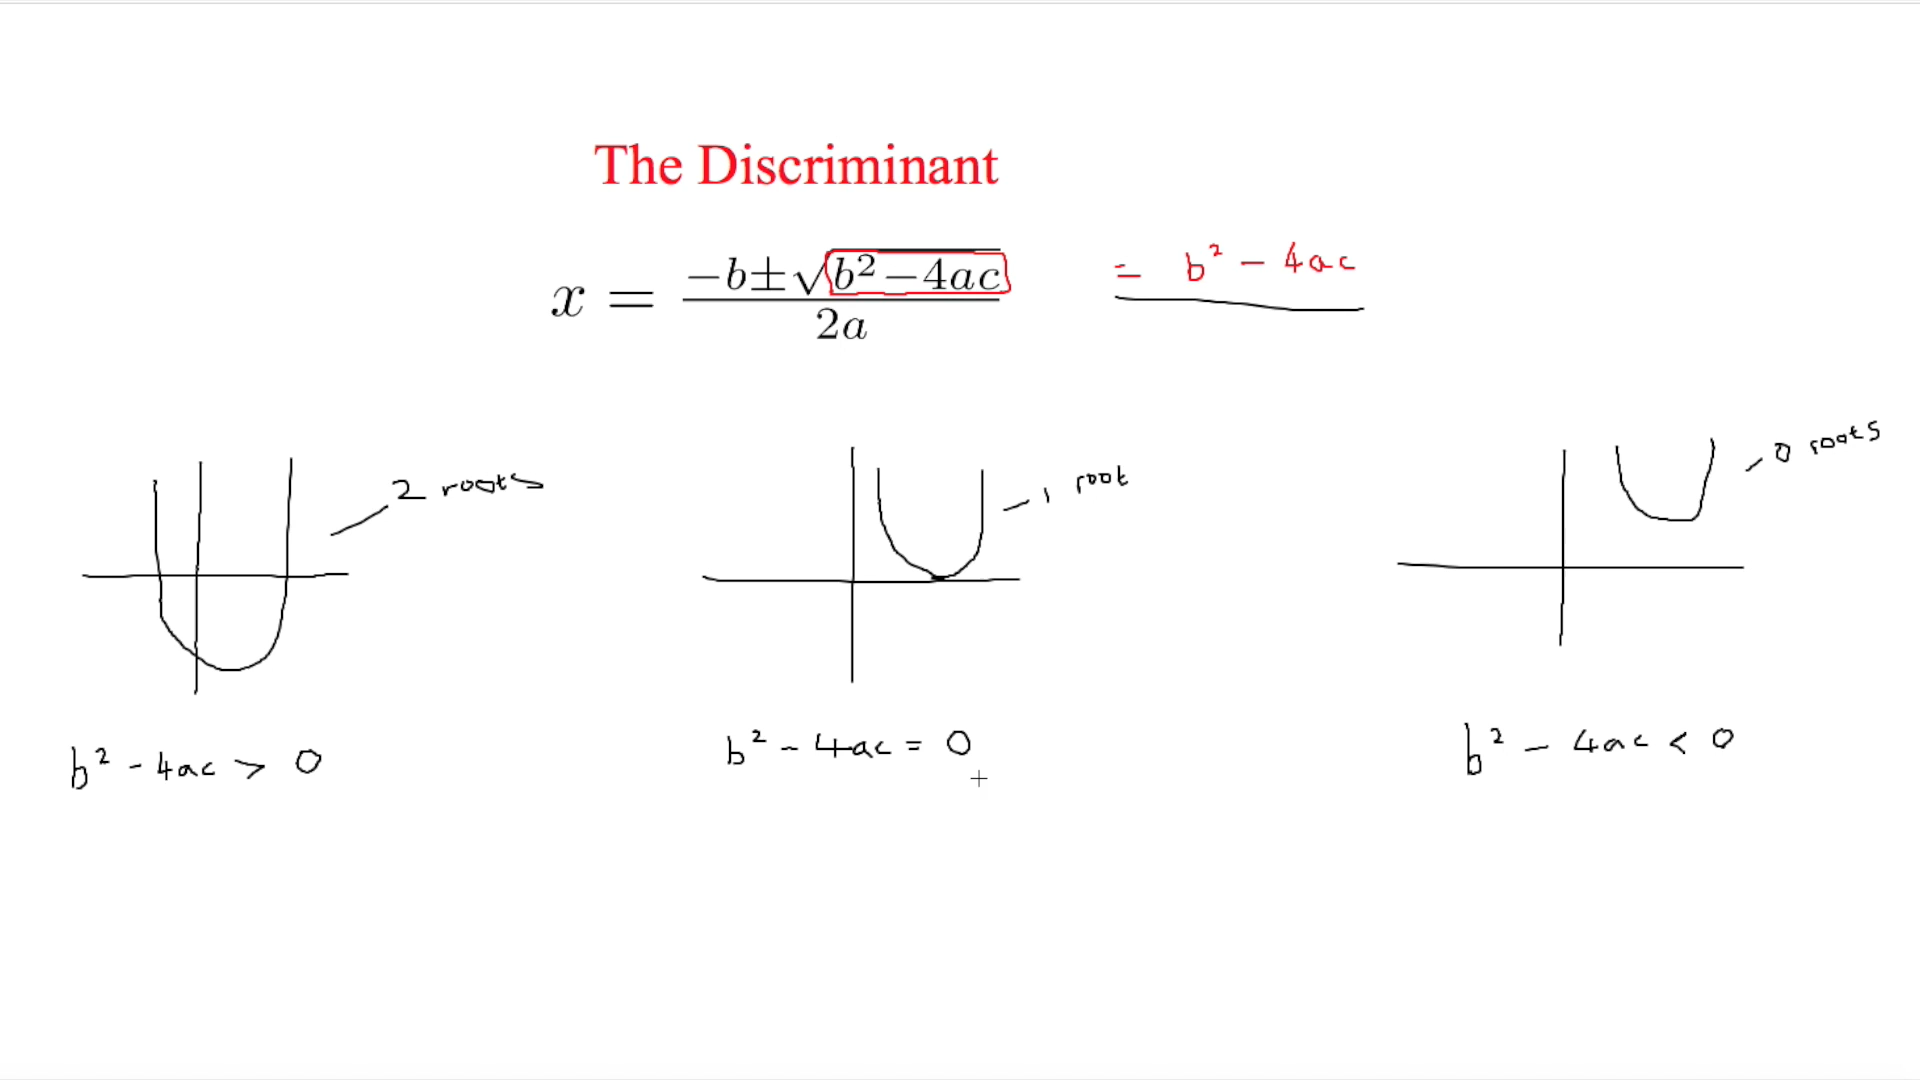 The Discriminant
x = −b±√b²−4ac / 2a
= b² − 4ac
2 roots
1 root
0 roots
b² − 4ac > 0
b² − 4ac = 0
b² − 4ac < 0